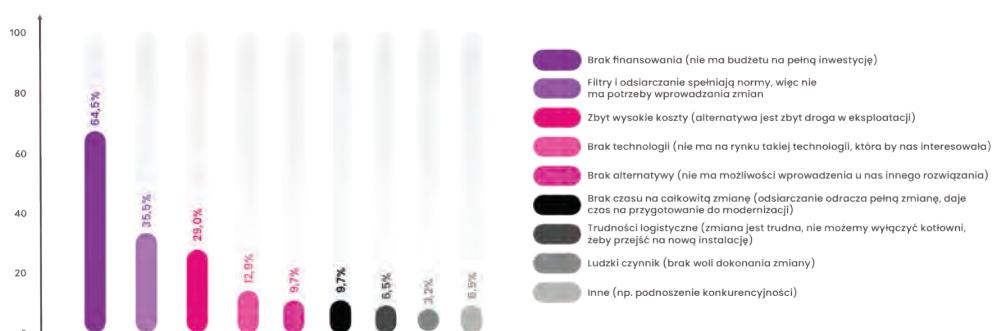 100
80
60
40
20
64,5%
35,5%
29,0%
12,9%
9,7%
9,7%
6,5%
3,2%
6,5%
Brak finansowania (nie ma budżetu na pełną inwestycję)
Filtry i odsiarczanie spełniają normy, więc nie
ma potrzeby wprowadzania zmian
Zbyt wysokie koszty (alternatywa jest zbyt droga w eksploatacji)
Brak technologii (nie ma na rynku takiej technologii, która by nas interesowała)
Brak alternatywy (nie ma możliwości wprowadzenia u nas innego rozwiązania)
Brak czasu na całkowitą zmianę (odsiarczanie odracza pełną zmianę, daje
czas na przygotowanie do modernizacji)
Trudności logistyczne (zmiana jest trudna, nie możemy wyłączyć kotłowni,
żeby przejść na nową instalację)
Ludzki czynnik (brak woli dokonania zmiany)
Inne (np. podnoszenie konkurencyjności)